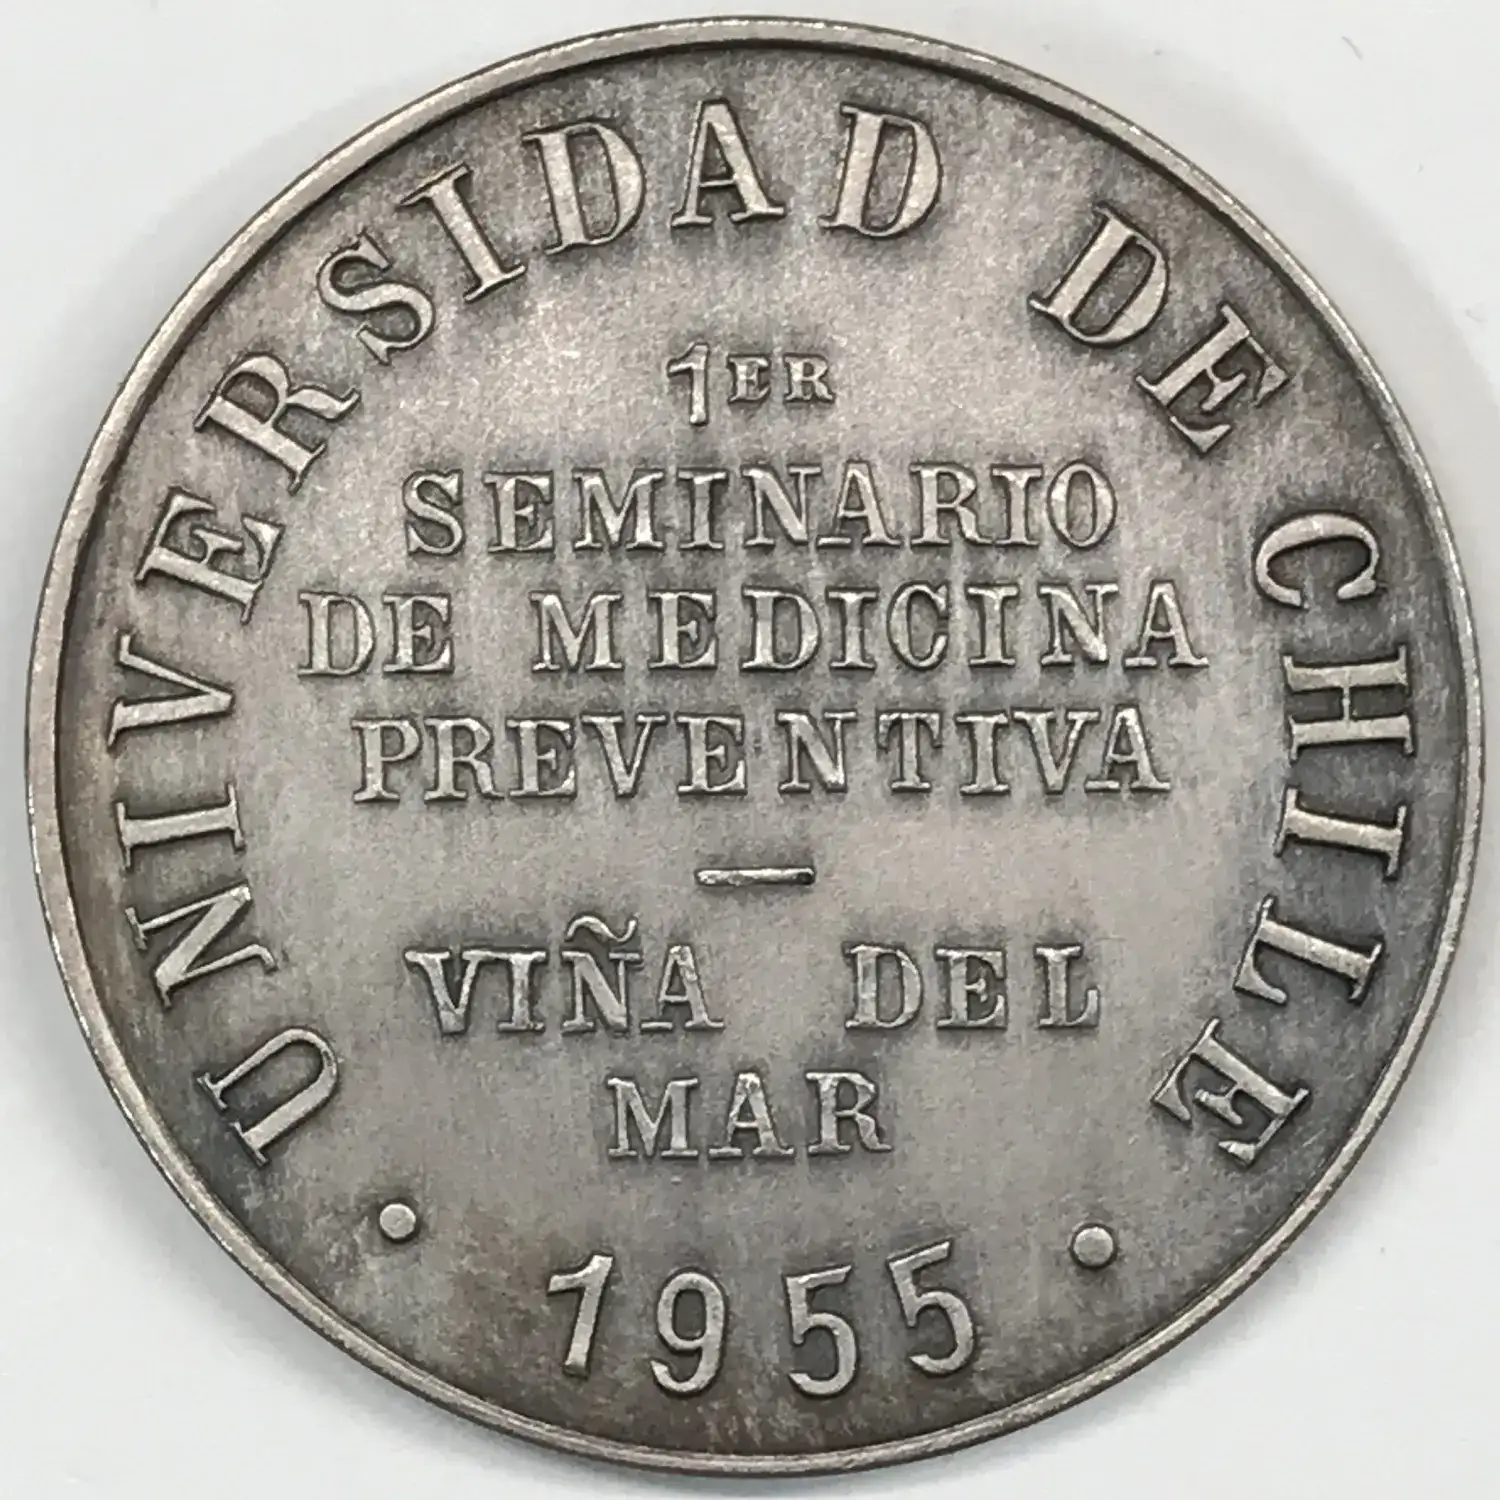 UNIVERSIDAD DE CHILE
1ER
SEMINARIO
DE MEDICINA
PREVENTIVA
—
VIÑA DEL
MAR
• 1955 •